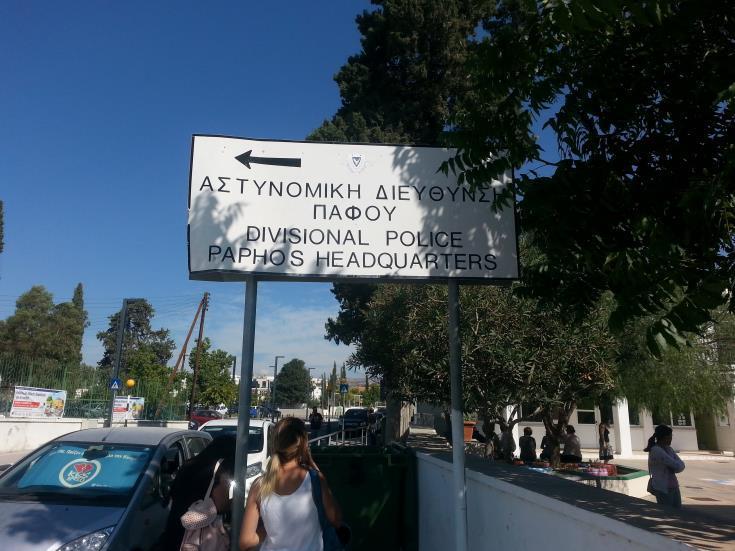 ΑΣΤΥΝΟΜΙΚΗ ΔΙΕΥΘΥΝΣΗ
ΠΑΦΟΥ
DIVISIONAL POLICE
PAPHOS HEADQUARTERS